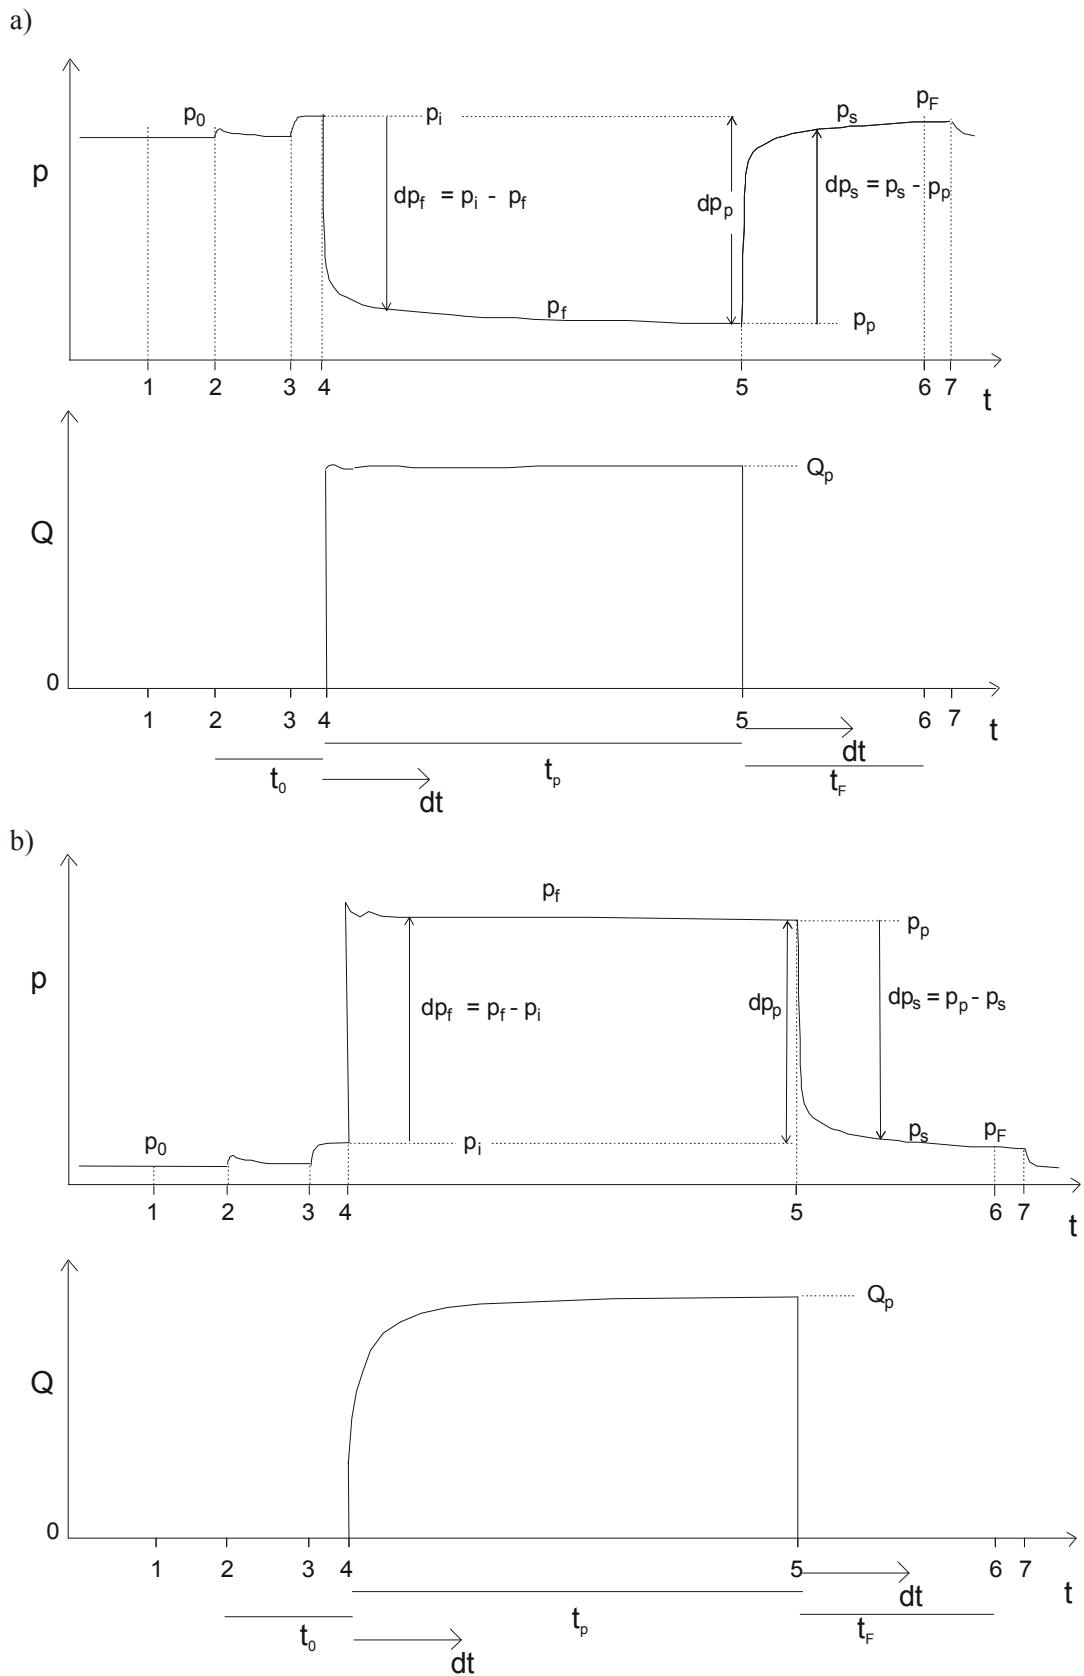 a)
p0 pi ps pF
p
dpf = pi - pf dpp dps = ps - pp
pf pp
1 2 3 4 5 6 7
t
Qp
Q
0
1 2 3 4 5 6 7 t
dt
t0 tp tF
dt
b)
pf
pp
p
dpf = pf - pi dpp dps = pp - ps
p0 pi ps pF
1 2 3 4 5 6 7
t
Qp
Q
0
1 2 3 4 5 6 7
dt t
t0 tp tF
dt